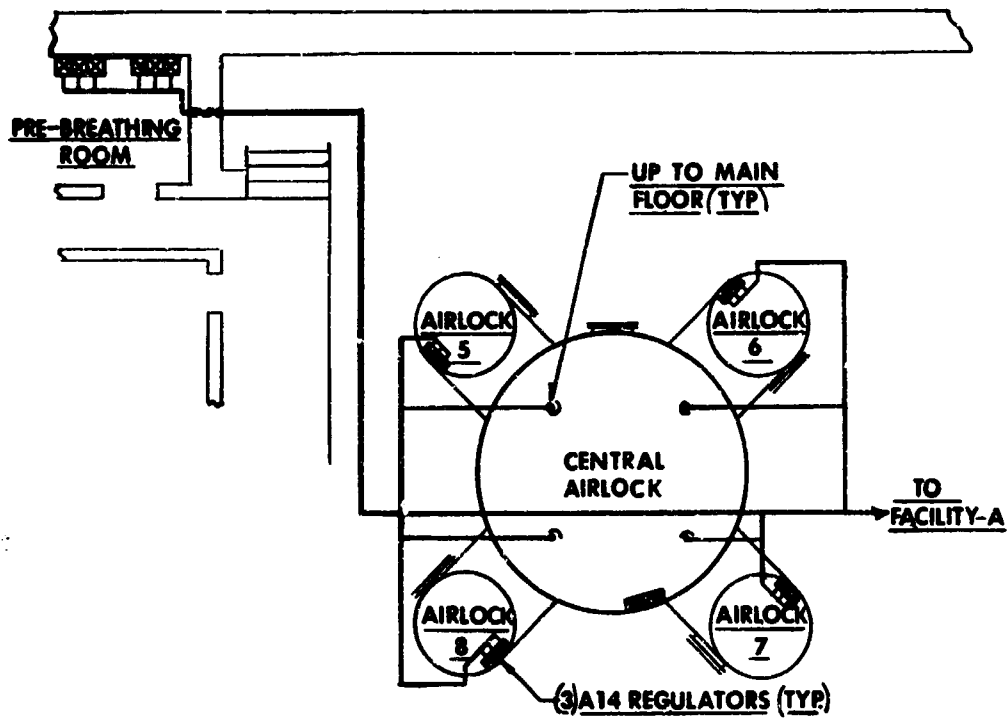 PRE-BREATHING
ROOM
UP TO MAIN
FLOOR (TYP)
AIRLOCK
5
AIRLOCK
6
CENTRAL
AIRLOCK
TO
FACILITY-A
AIRLOCK
8
AIRLOCK
7
(3) A14 REGULATORS (TYP.)